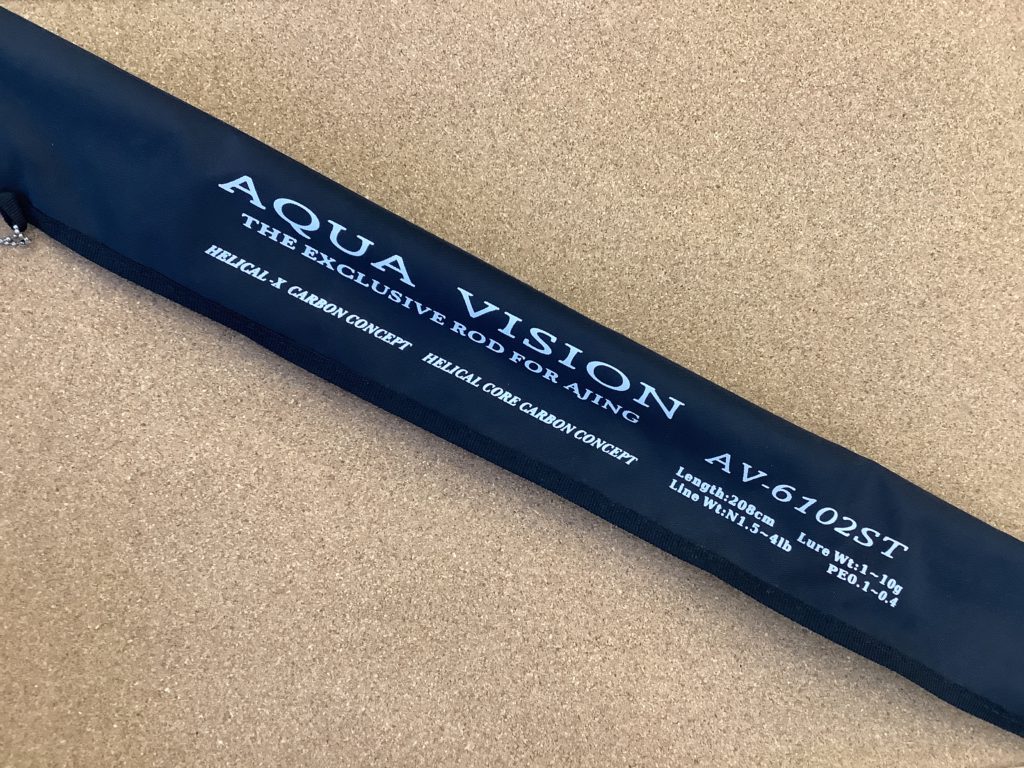 AQUA VISION
THE EXCLUSIVE ROD FOR AJING
HELICAL-X CARBON CONCEPT HELICAL CORE CARBON CONCEPT
AV-6102ST
Length:208cm Lure Wt:1~10g
Line Wt:N1.5~4lb PE0.1~0.4